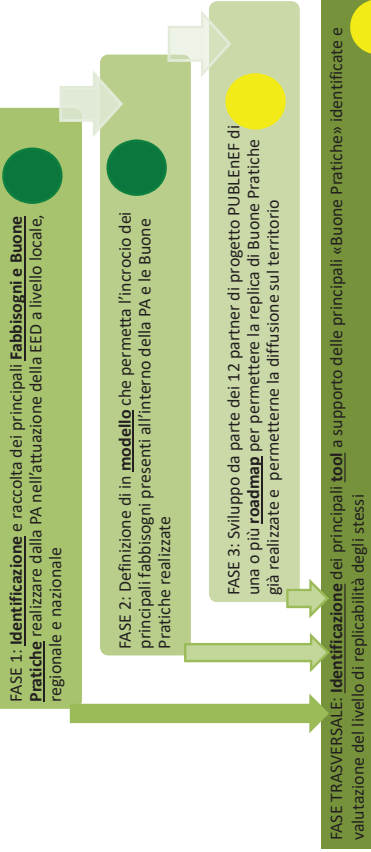 FASE 1: Identificazione e raccolta dei principali Fabbisogni e Buone
Pratiche realizzare dalla PA nell'attuazione della EED a livello locale,
regionale e nazionale
FASE 2: Definizione di in modello che permetta l'incrocio dei
principali fabbisogni presenti all'interno della PA e le Buone
Pratiche realizzate
FASE 3: Sviluppo da parte dei 12 partner di progetto PUBLEnEF di
una o più roadmap per permettere la replica di Buone Pratiche
già realizzate e permetterne la diffusione sul territorio
FASE TRASVERSALE: Identificazione dei principali tool a supporto delle principali «Buone Pratiche» identificate e
valutazione del livello di replicabilità degli stessi